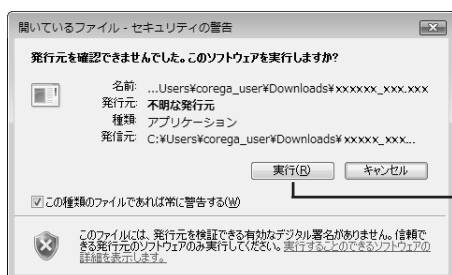 開いているファイル - セキュリティの警告
発行元を確認できませんでした。このソフトウェアを実行しますか?
名前: ...Users¥corega_user¥Downloads¥xxxxxx_xxx.xxx
発行元: 不明な発行元
種類: アプリケーション
発信元: C:¥Users¥corega_user¥Downloads¥xxxxx_xxx...
実行(R) キャンセル
この種類のファイルであれば常に警告する(W)
このファイルには、発行元を検証できる有効なデジタル署名がありません。信頼で
きる発行元のソフトウェアのみ実行してください。実行することのできるソフトウェアの
詳細を表示します。